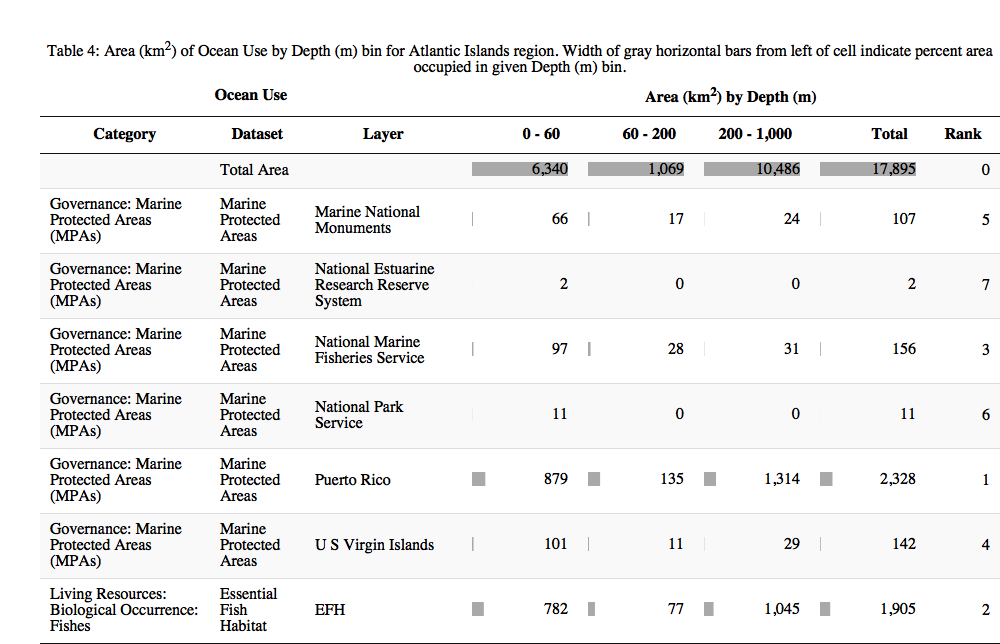 Table 4: Area (km2) of Ocean Use by Depth (m) bin for Atlantic Islands region. Width of gray horizontal bars from left of cell indicate percent area
occupied in given Depth (m) bin.
Ocean Use Area (km2) by Depth (m)
Category Dataset Layer 0 - 60 60 - 200 200 - 1,000 Total Rank
Total Area 6,340 1,069 10,486 17,895 0
Governance: Marine Marine
Protected Areas Protected Marine National 66 17 24 107 5
(MPAs) Areas Monuments
Governance: Marine Marine National Estuarine
Protected Areas Protected Research Reserve 2 0 0 2 7
(MPAs) Areas System
Governance: Marine Marine
Protected Areas Protected National Marine 97 28 31 156 3
(MPAs) Areas Fisheries Service
Governance: Marine Marine
Protected Areas Protected National Park 11 0 0 11 6
(MPAs) Areas Service
Governance: Marine Marine
Protected Areas Protected Puerto Rico 879 135 1,314 2,328 1
(MPAs) Areas
Governance: Marine Marine
Protected Areas Protected U S Virgin Islands 101 11 29 142 4
(MPAs) Areas
Living Resources: Essential
Biological Occurrence: Fish EFH 782 77 1,045 1,905 2
Fishes Habitat